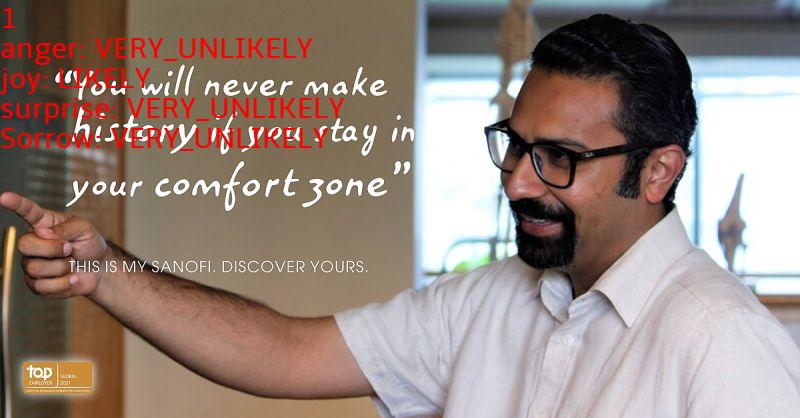 1
anger: VERY_UNLIKELY
joy: LIKELY
surprise: VERY_UNLIKELY
Sorrow: VERY_UNLIKELY
“You will never make
history if you stay in
your comfort zone”
THIS IS MY SANOFI. DISCOVER YOURS.
top
EMPLOYER
GLOBAL
2021